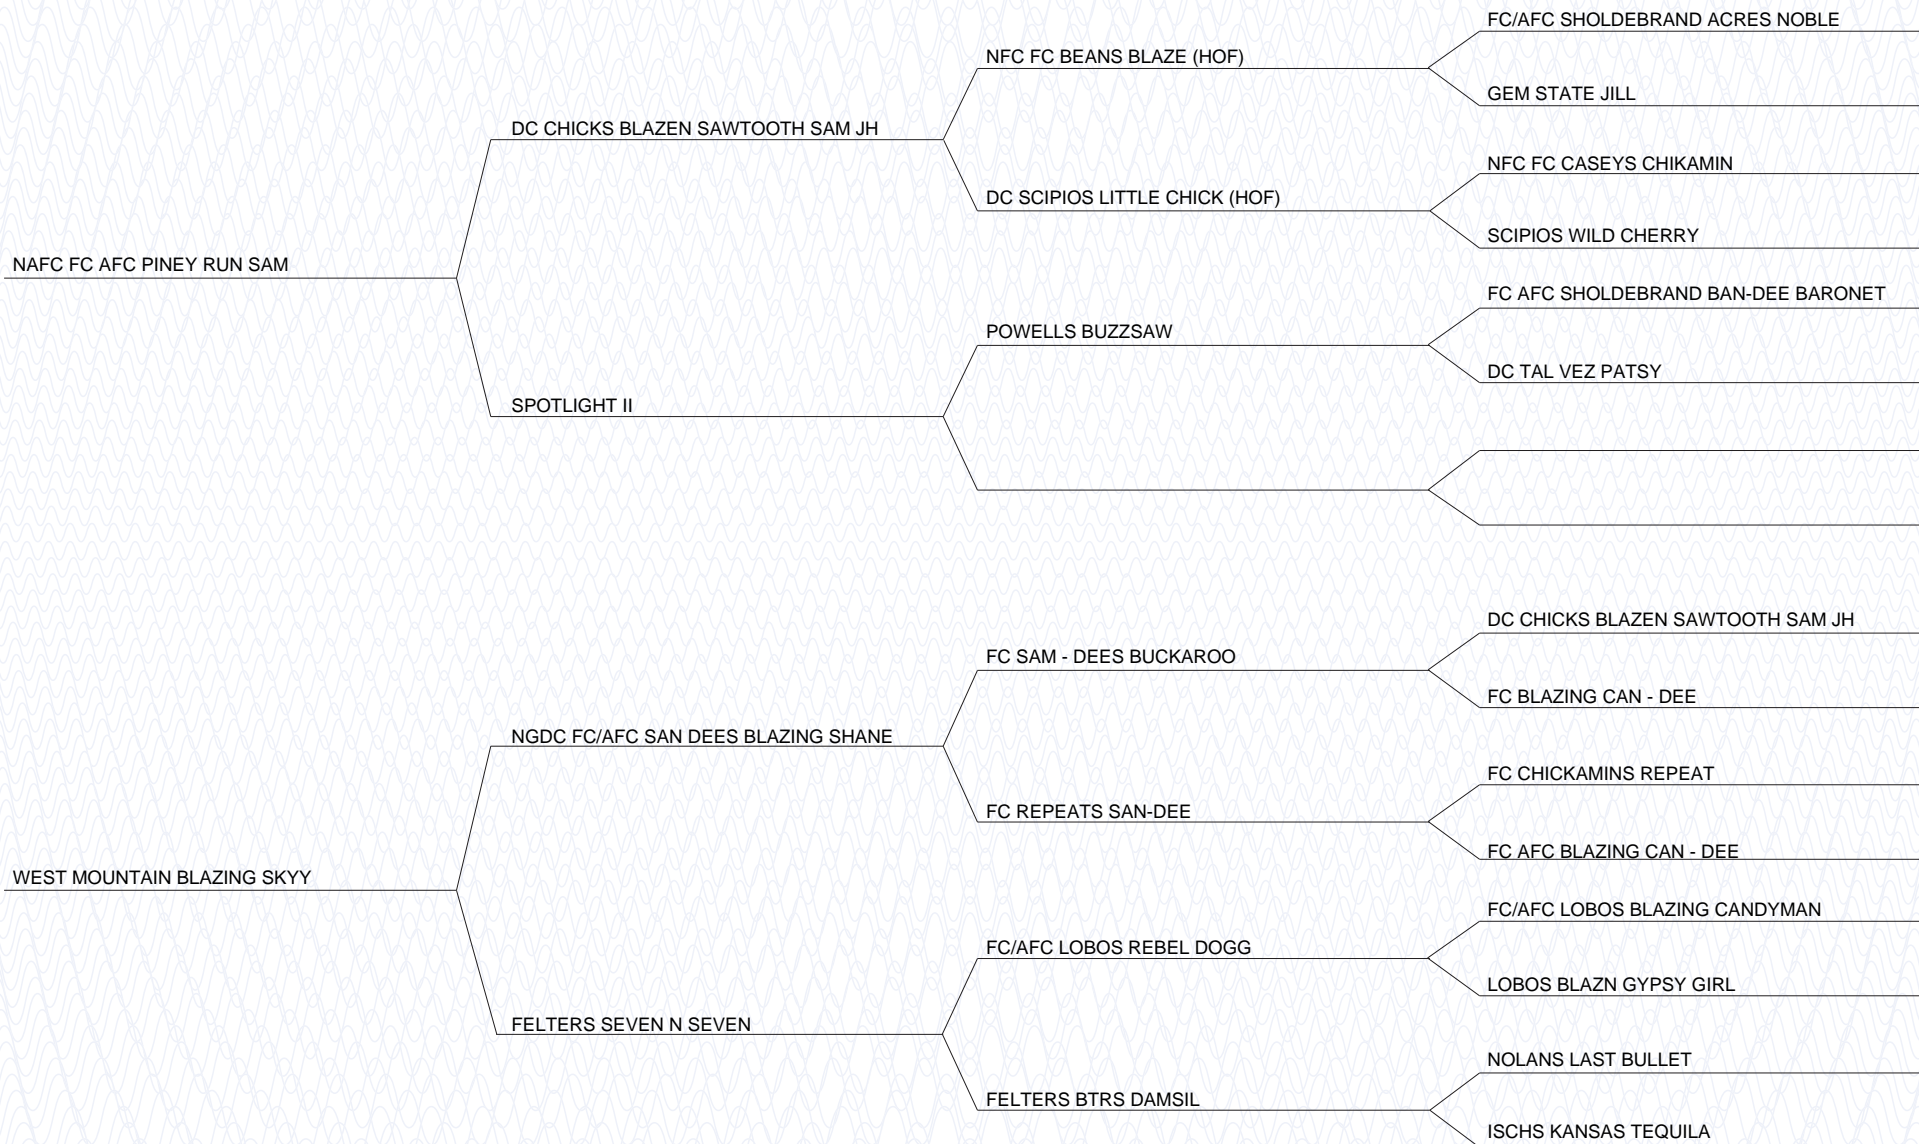 FC/AFC SHOLDEBRAND ACRES NOBLE
NFC FC BEANS BLAZE (HOF)
GEM STATE JILL
DC CHICKS BLAZEN SAWTOOTH SAM JH
NFC FC CASEYS CHIKAMIN
DC SCIPIOS LITTLE CHICK (HOF)
SCIPIOS WILD CHERRY
NAFC FC AFC PINEY RUN SAM
FC AFC SHOLDEBRAND BAN-DEE BARONET
POWELLS BUZZSAW
DC TAL VEZ PATSY
SPOTLIGHT II
DC CHICKS BLAZEN SAWTOOTH SAM JH
FC SAM - DEES BUCKAROO
FC BLAZING CAN - DEE
NGDC FC/AFC SAN DEES BLAZING SHANE
FC CHICKAMINS REPEAT
FC REPEATS SAN-DEE
FC AFC BLAZING CAN - DEE
WEST MOUNTAIN BLAZING SKYY
FC/AFC LOBOS BLAZING CANDYMAN
FC/AFC LOBOS REBEL DOGG
LOBOS BLAZN GYPSY GIRL
FELTERS SEVEN N SEVEN
NOLANS LAST BULLET
FELTERS BTRS DAMSIL
ISCHS KANSAS TEQUILA